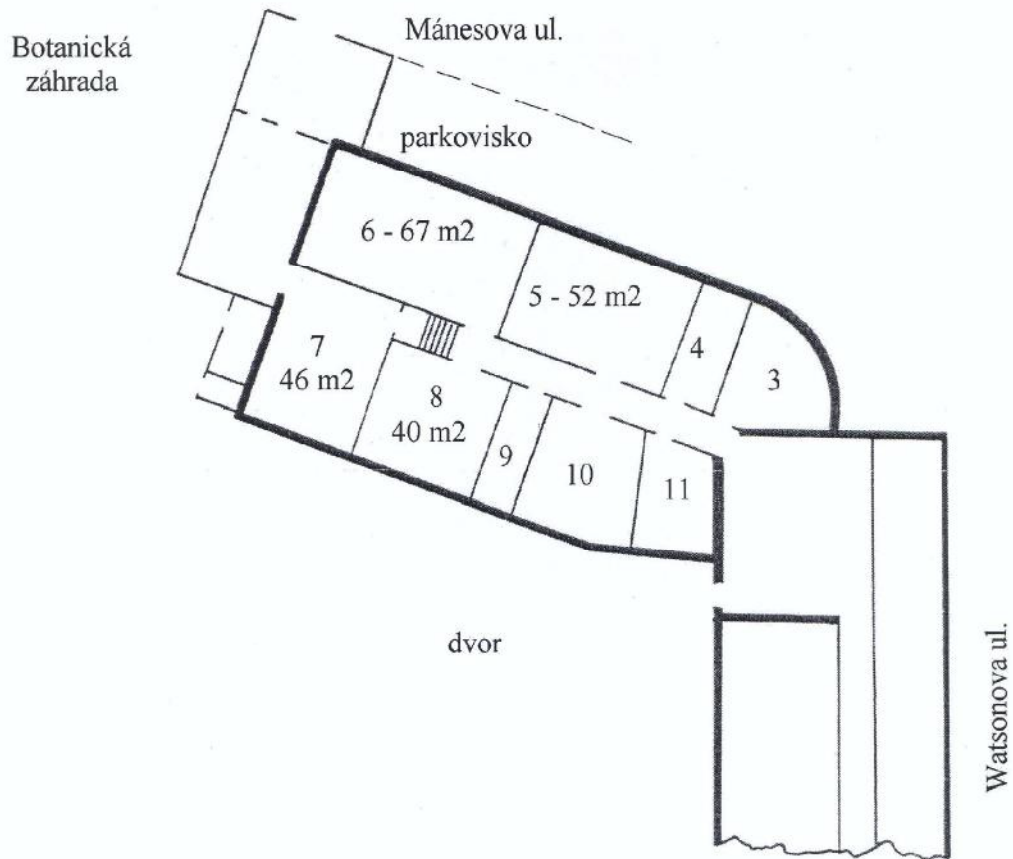 Mánesova ul.
Botanická
záhrada
parkovisko
6 - 67 m2
5 - 52 m2
4
3
7
46 m2
8
40 m2
9
10
11
dvor
Watsonova ul.